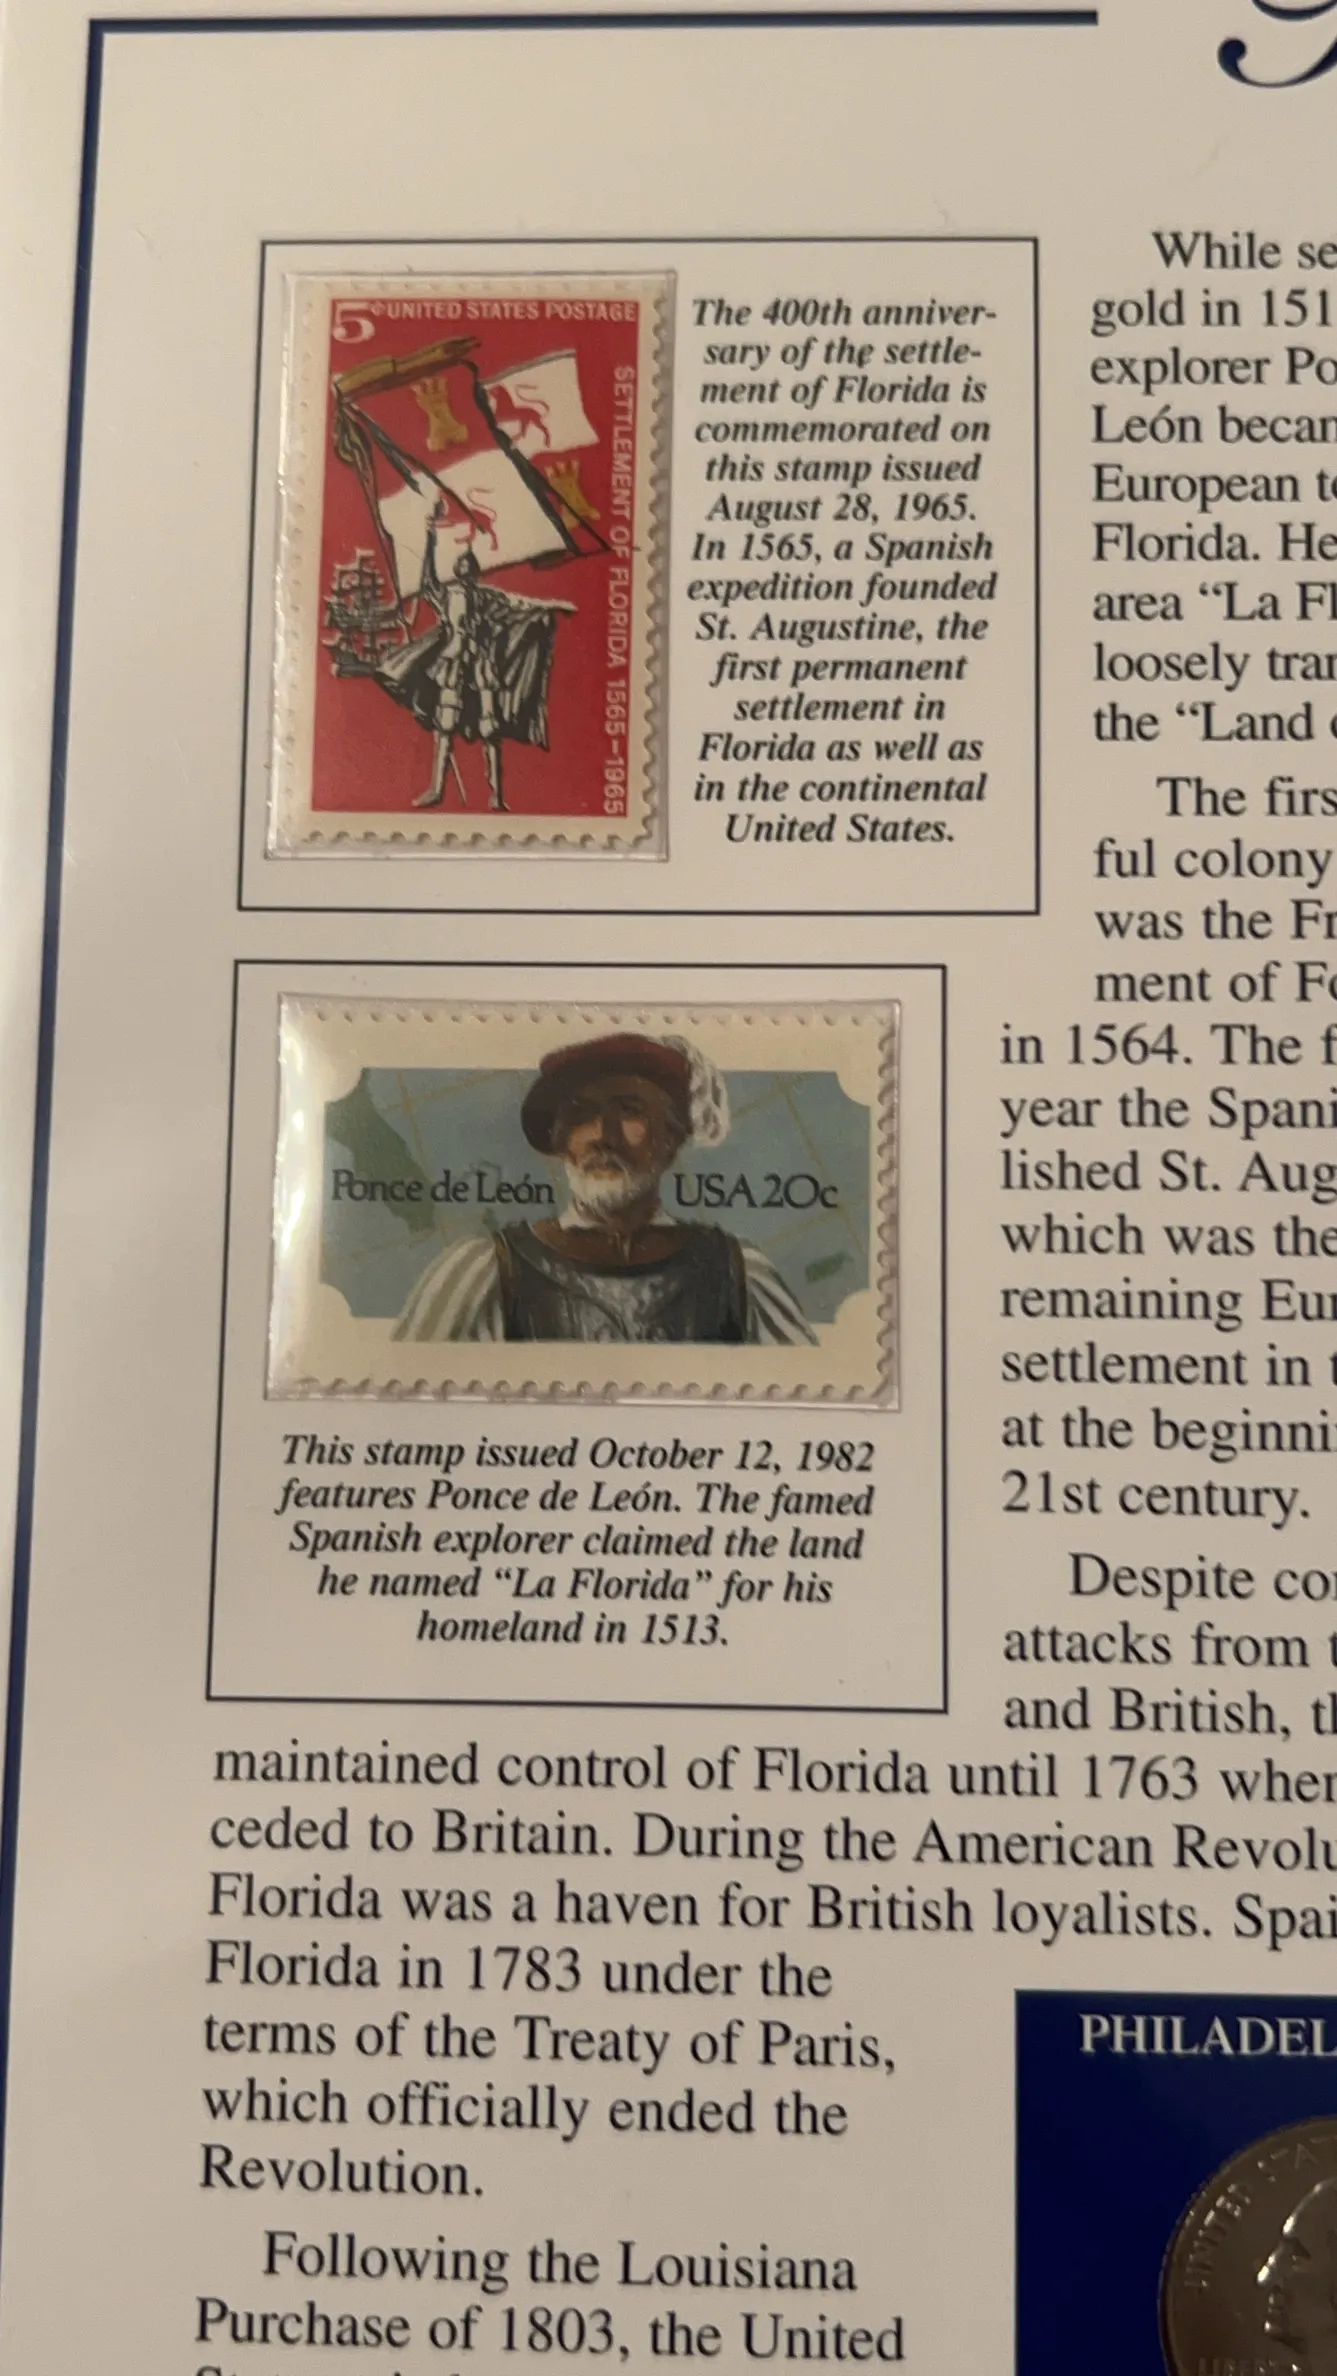 5¢ UNITED STATES POSTAGE
SETTLEMENT OF FLORIDA 1565–1965
The 400th anniver-
sary of the settle-
ment of Florida is
commemorated on
this stamp issued
August 28, 1965.
In 1565, a Spanish
expedition founded
St. Augustine, the
first permanent
settlement in
Florida as well as
in the continental
United States.
Ponce de León USA 20c
This stamp issued October 12, 1982
features Ponce de León. The famed
Spanish explorer claimed the land
he named “La Florida” for his
homeland in 1513.
While se
gold in 151
explorer Po
León becam
European to
Florida. He
area “La Fl
loosely tran
the “Land o
The firs
ful colony
was the Fr
ment of Fo
in 1564. The f
year the Spani
lished St. Aug
which was the
remaining Eur
settlement in t
at the beginni
21st century.
Despite co
attacks from t
and British, th
maintained control of Florida until 1763 when
ceded to Britain. During the American Revolu
Florida was a haven for British loyalists. Spai
Florida in 1783 under the
terms of the Treaty of Paris,
which officially ended the
Revolution.
Following the Louisiana
Purchase of 1803, the United
PHILADEL
UNITED STA